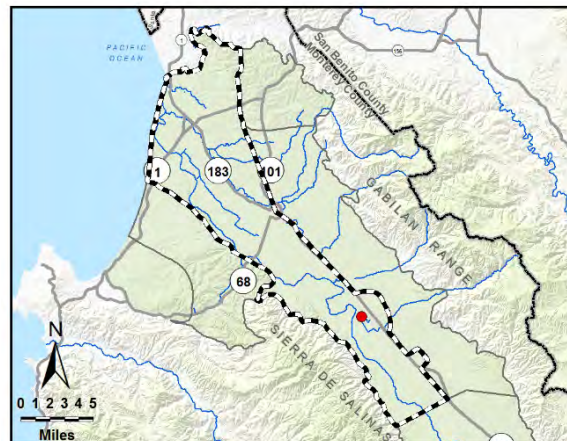 1
156
PACIFIC
OCEAN
San Benito County
Monterey County
183
101
1
GABILAN RANGE
68
SIERRA DE SALINAS
N
0 1 2 3 4 5
Miles